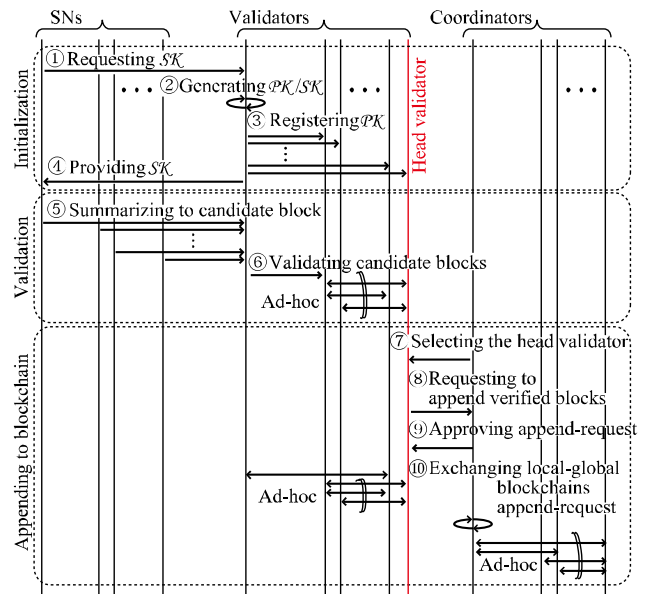 SNs Validators Coordinators
Initialization
① Requesting SK
② Generating PK/SK
③ Registering PK
④ Providing SK
Head validator
Validation
⑤ Summarizing to candidate block
⑥ Validating candidate blocks
Ad-hoc
Appending to blockchain
⑦ Selecting the head validator
⑧ Requesting to
append verified blocks
⑨ Approving append-request
⑩ Exchanging local-global
blockchains
append-request
Ad-hoc
Ad-hoc